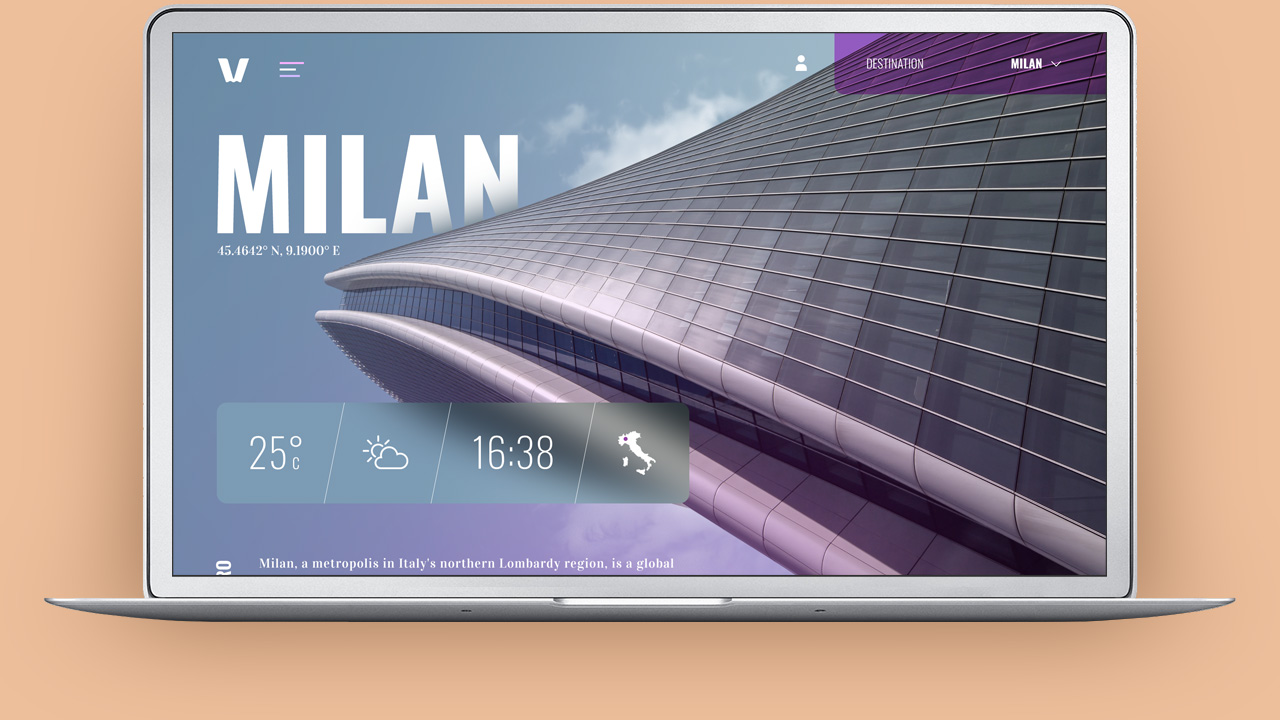 DESTINATION
MILAN
MILAN
45.4642° N, 9.1900° E
25°C
16:38
RO
Milan, a metropolis in Italy's northern Lombardy region, is a global